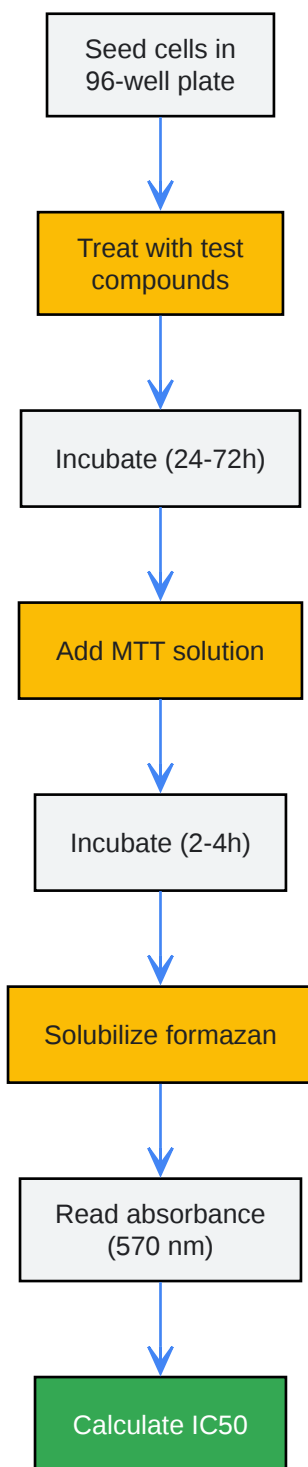 Seed cells in
96-well plate
Treat with test
compounds
Incubate (24-72h)
Add MTT solution
Incubate (2-4h)
Solubilize formazan
Read absorbance
(570 nm)
Calculate IC50